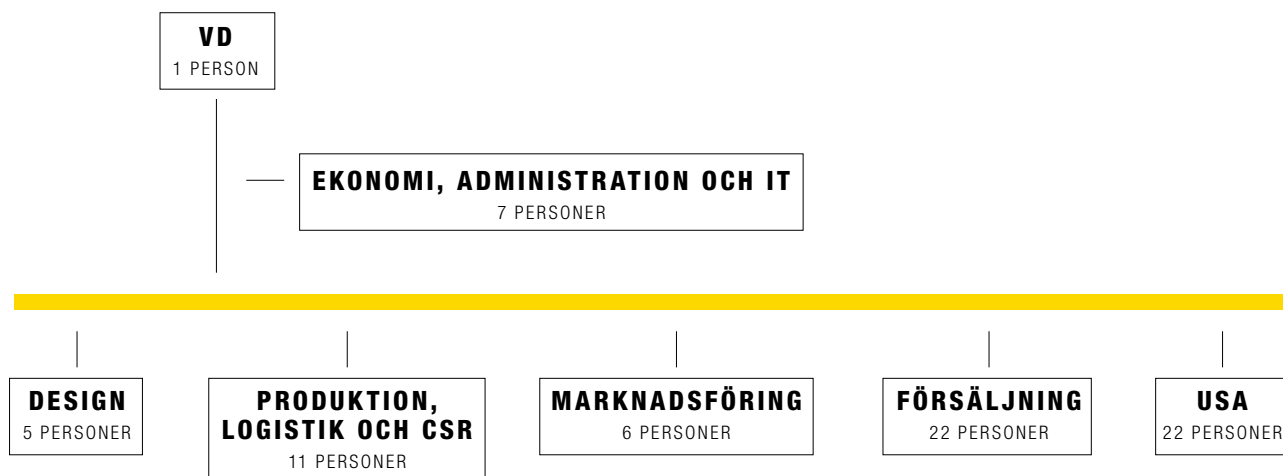 VD
1 PERSON
EKONOMI, ADMINISTRATION OCH IT
7 PERSONER
DESIGN
5 PERSONER
PRODUKTION,
LOGISTIK OCH CSR
11 PERSONER
MARKNADSFÖRING
6 PERSONER
FÖRSÄLJNING
22 PERSONER
USA
22 PERSONER